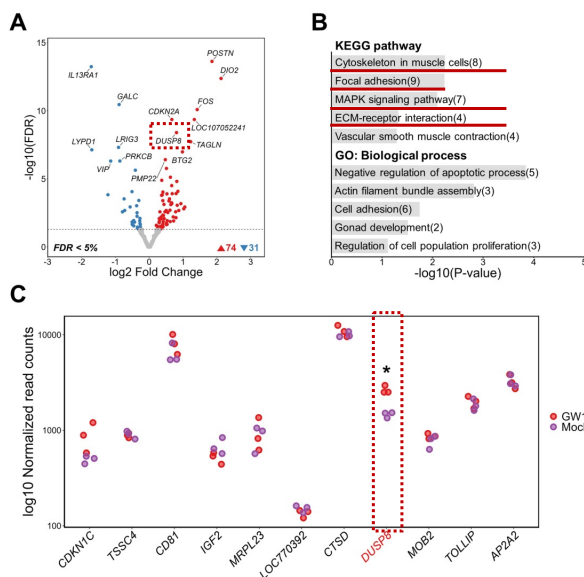 A
15
10
5
0
-log10(FDR)
-3
-2
-1
0
1
2
3
log2 Fold Change
POSTN
DIO2
IL13RA1
GALC
FOS
CDKN2A
LOC107052241
LYPD1
LRIG3
DUSP8
TAGLN
VIP
PRKCB
BTG2
PMP22
FDR < 5%
▲74 ▼31
B
KEGG pathway
Cytoskeleton in muscle cells(8)
Focal adhesion(9)
MAPK signaling pathway(7)
ECM-receptor interaction(4)
Vascular smooth muscle contraction(4)
GO: Biological process
Negative regulation of apoptotic process(5)
Actin filament bundle assembly(3)
Cell adhesion(6)
Gonad development(2)
Regulation of cell population proliferation(3)
0 1 2 3 4 5
-log10(P-value)
C
log10 Normalized read counts
10000
1000
100
*
CDKN1C
TSSC4
CD81
IGF2
MRPL23
LOC770392
CTSD
DUSP8
MOB2
TOLLIP
AP2A2
GW1
Mock